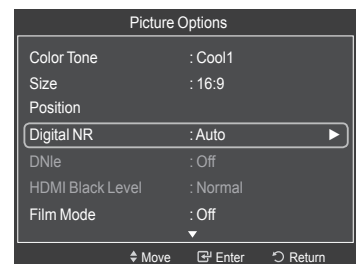 Picture Options
Color Tone : Cool1
Size : 16:9
Position
Digital NR : Auto ►
DNIe : Off
HDMI Black Level : Normal
Film Mode : Off
▼
Move Enter Return